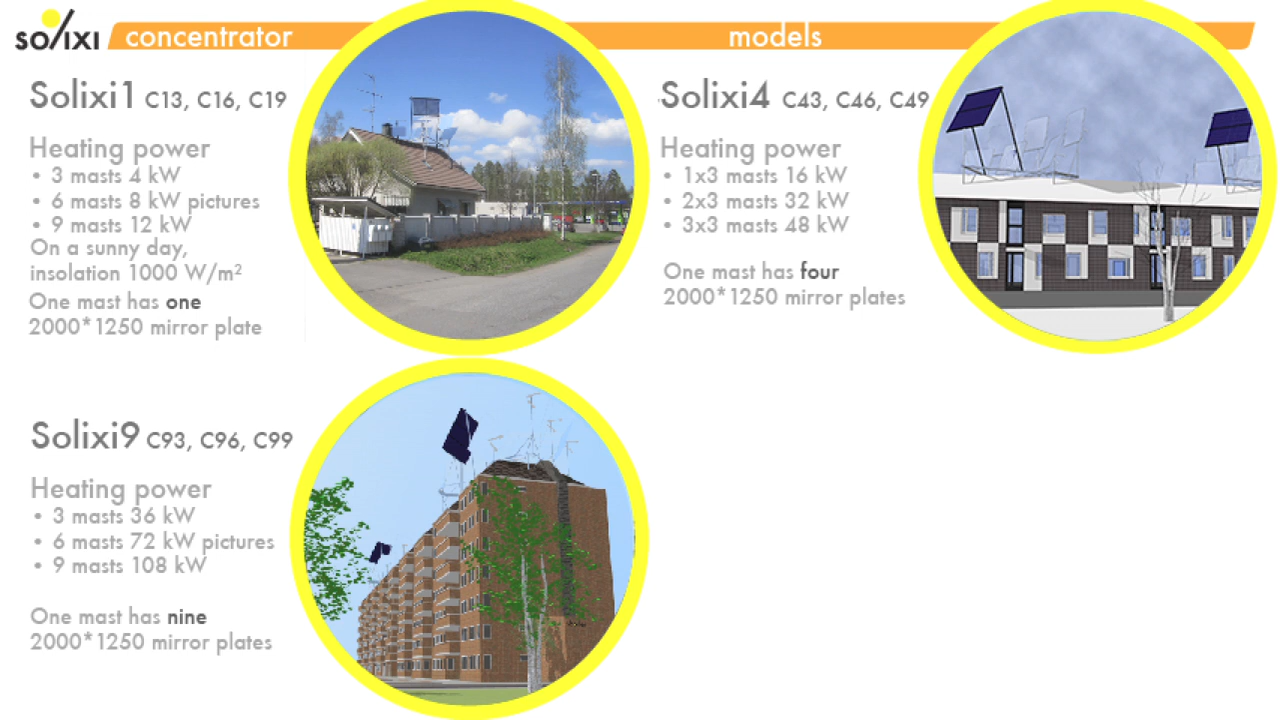 solixi concentrator models
Solixi1 C13, C16, C19
Heating power
• 3 masts 4 kW
• 6 masts 8 kW pictures
• 9 masts 12 kW
On a sunny day,
insolation 1000 W/m²
One mast has one
2000*1250 mirror plate
Solixi4 C43, C46, C49
Heating power
• 1x3 masts 16 kW
• 2x3 masts 32 kW
• 3x3 masts 48 kW
One mast has four
2000*1250 mirror plates
Solixi9 C93, C96, C99
Heating power
• 3 masts 36 kW
• 6 masts 72 kW pictures
• 9 masts 108 kW
One mast has nine
2000*1250 mirror plates